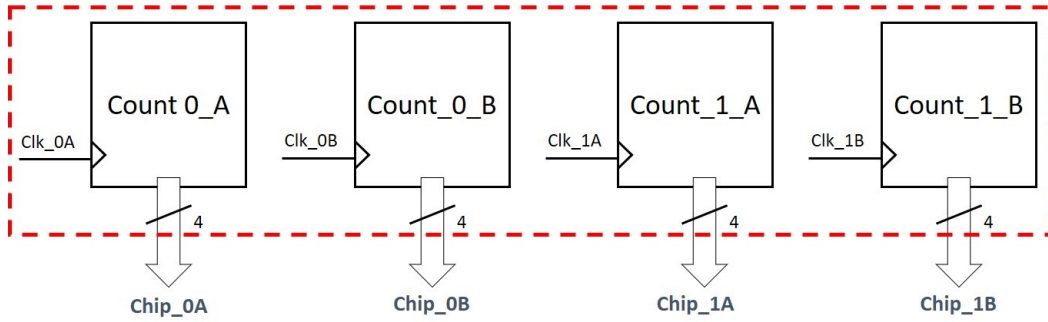 Count 0_A
Count_0_B
Count_1_A
Count_1_B
Clk_0A
Clk_0B
Clk_1A
Clk_1B
4
4
4
4
Chip_0A
Chip_0B
Chip_1A
Chip_1B